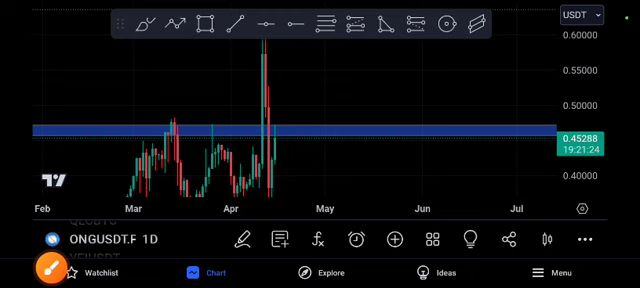 USDT
0.60000
0.55000
0.50000
0.45288
19:21:24
0.40000
Feb Mar Apr May Jun Jul
ONGUSDT.F 1D
Watchlist Chart Explore Ideas Menu